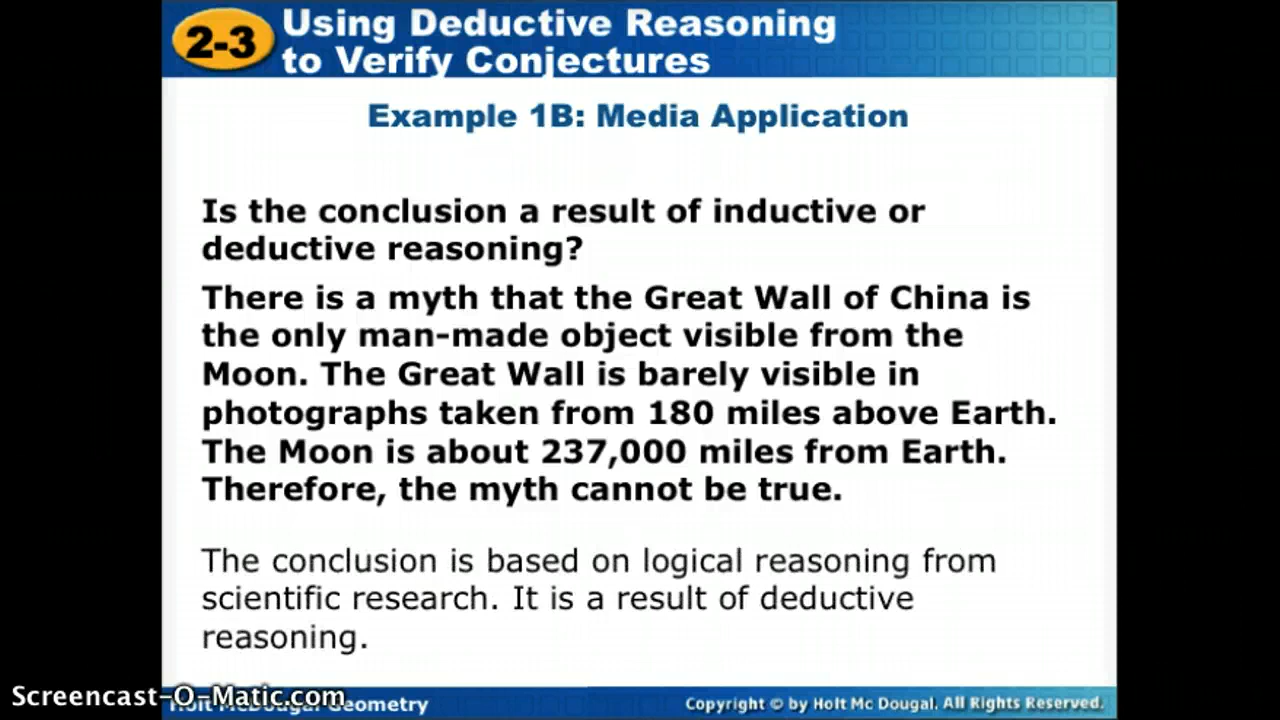 2-3
Using Deductive Reasoning
to Verify Conjectures
Example 1B: Media Application
Is the conclusion a result of inductive or
deductive reasoning?
There is a myth that the Great Wall of China is
the only man-made object visible from the
Moon. The Great Wall is barely visible in
photographs taken from 180 miles above Earth.
The Moon is about 237,000 miles from Earth.
Therefore, the myth cannot be true.
The conclusion is based on logical reasoning from
scientific research. It is a result of deductive
reasoning.
Screencast-O-Matic.com
Holt McDougal Geometry
Copyright © by Holt Mc Dougal. All Rights Reserved.